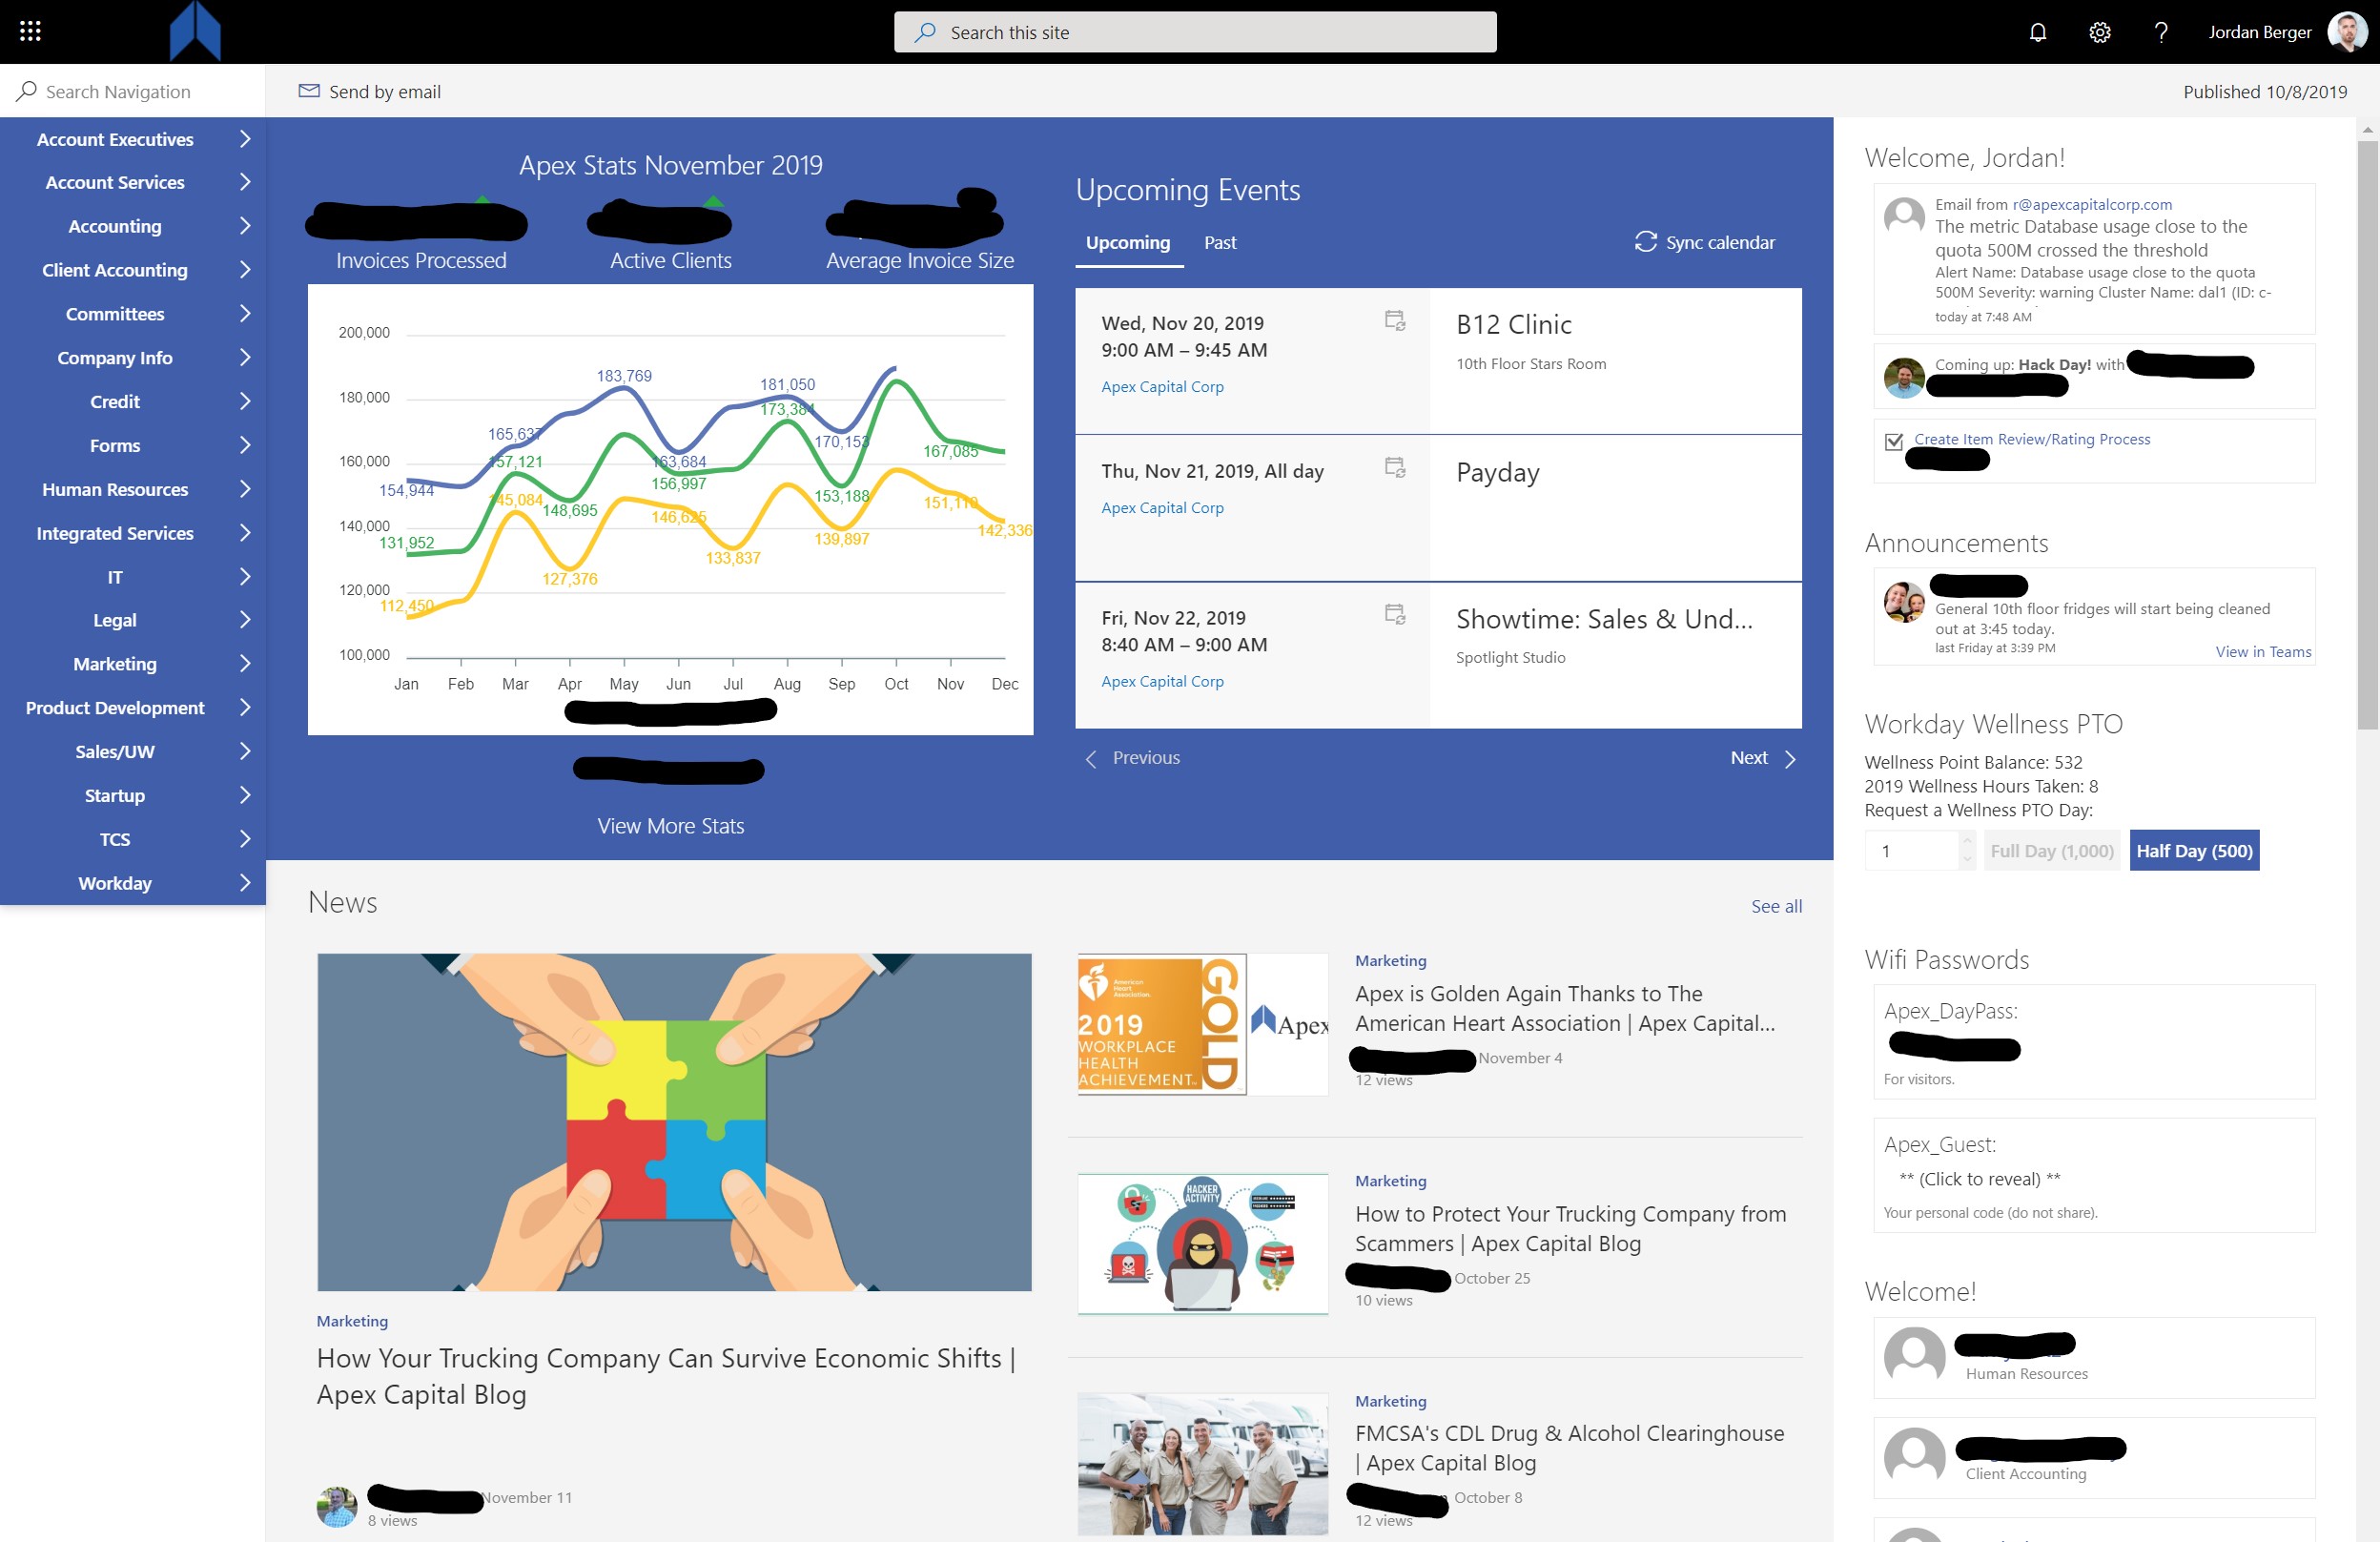 Search this site
Jordan Berger
Search Navigation
Send by email
Published 10/8/2019
Account Executives
Account Services
Accounting
Client Accounting
Committees
Company Info
Credit
Forms
Human Resources
Integrated Services
IT
Legal
Marketing
Product Development
Sales/UW
Startup
TCS
Workday
Apex Stats November 2019
Invoices Processed
Active Clients
Average Invoice Size
200,000
180,000
160,000
140,000
120,000
100,000
183,769
181,050
173,384
165,637
170,153
167,085
157,121
163,684
154,944
156,997
153,188
145,084
148,695
151,110
146,625
142,336
131,952
139,897
133,837
127,376
112,450
Jan Feb Mar Apr May Jun Jul Aug Sep Oct Nov Dec
View More Stats
Upcoming Events
Upcoming Past
Sync calendar
Wed, Nov 20, 2019
9:00 AM – 9:45 AM
Apex Capital Corp
B12 Clinic
10th Floor Stars Room
Thu, Nov 21, 2019, All day
Apex Capital Corp
Payday
Fri, Nov 22, 2019
8:40 AM – 9:00 AM
Apex Capital Corp
Showtime: Sales & Und...
Spotlight Studio
Previous
Next
News
See all
Marketing
How Your Trucking Company Can Survive Economic Shifts |
Apex Capital Blog
November 11
8 views
American
Heart
Association.
2019
WORKPLACE
HEALTH
ACHIEVEMENT
GOLD
Apex
Marketing
Apex is Golden Again Thanks to The
American Heart Association | Apex Capital...
November 4
12 views
HACKER
ACTIVITY
Marketing
How to Protect Your Trucking Company from
Scammers | Apex Capital Blog
October 25
10 views
Marketing
FMCSA's CDL Drug & Alcohol Clearinghouse
| Apex Capital Blog
October 8
12 views
Welcome, Jordan!
Email from r@apexcapitalcorp.com
The metric Database usage close to the
quota 500M crossed the threshold
Alert Name: Database usage close to the quota
500M Severity: warning Cluster Name: dal1 (ID: c-
today at 7:48 AM
Coming up: Hack Day! with
Create Item Review/Rating Process
Announcements
General 10th floor fridges will start being cleaned
out at 3:45 today.
last Friday at 3:39 PM
View in Teams
Workday Wellness PTO
Wellness Point Balance: 532
2019 Wellness Hours Taken: 8
Request a Wellness PTO Day:
1
Full Day (1,000)
Half Day (500)
Wifi Passwords
Apex_DayPass:
For visitors.
Apex_Guest:
** (Click to reveal) **
Your personal code (do not share).
Welcome!
Human Resources
Client Accounting